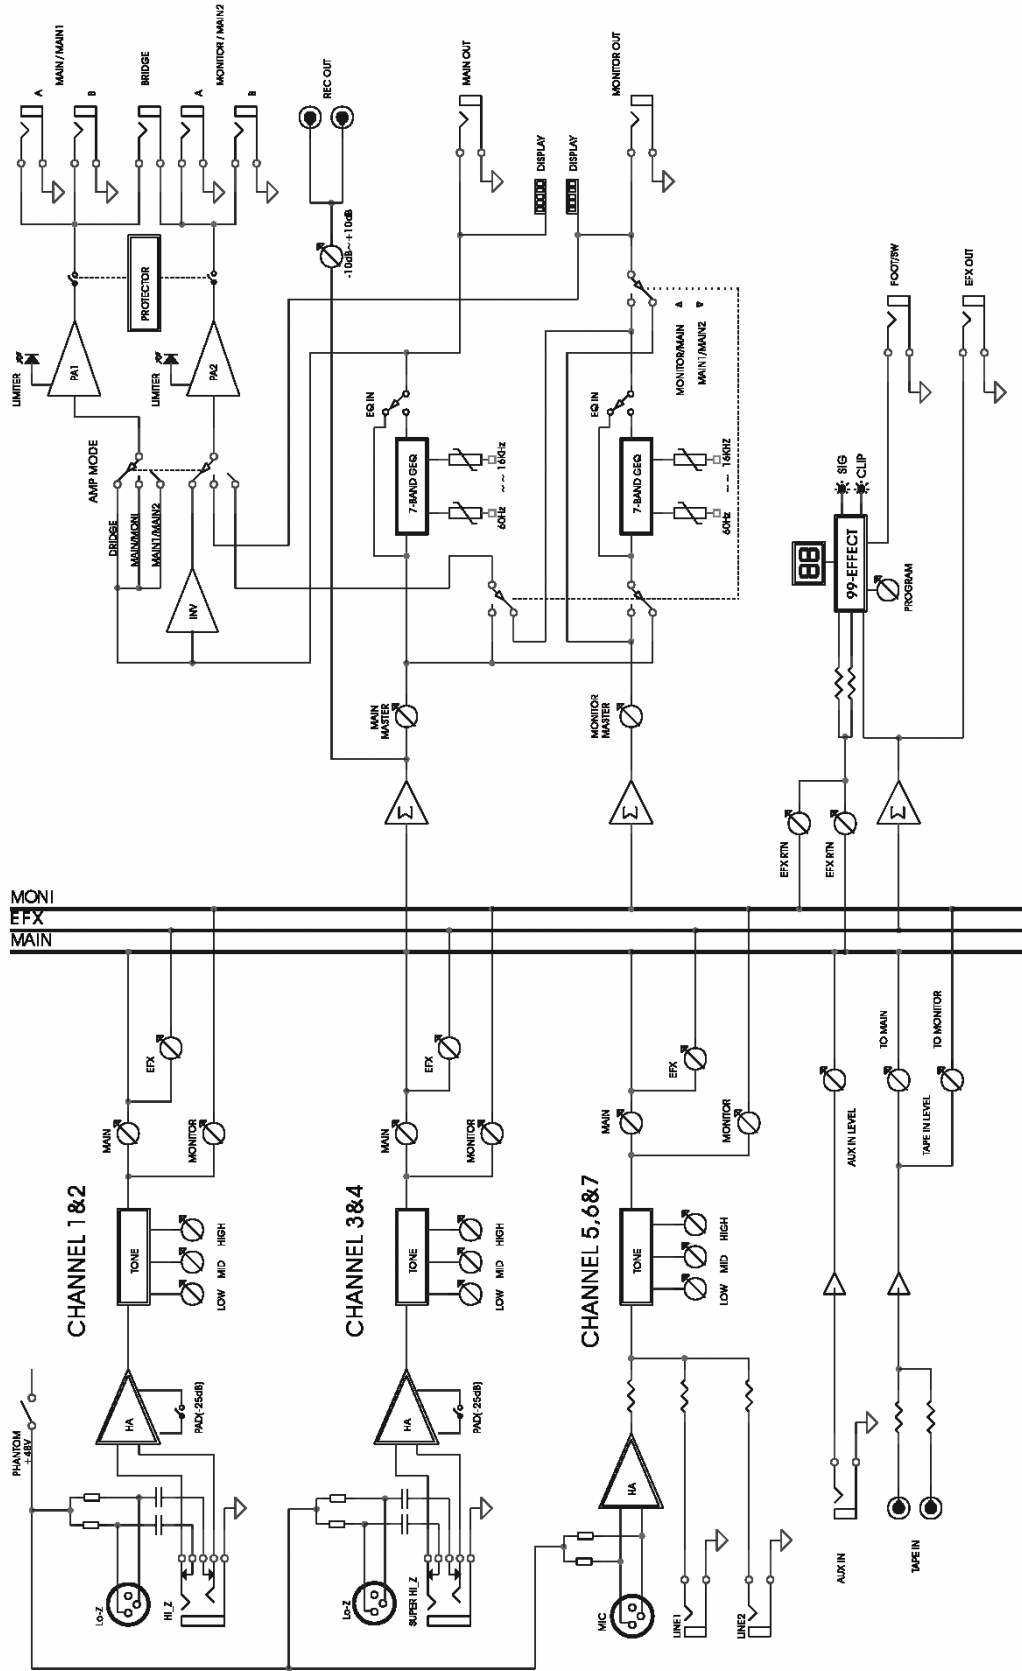 PHANTOM
+48V
CHANNEL 1&2
Lo-Z
HI_Z
HA
PAD(-25dB)
TONE
LOW
MID
HIGH
MAIN
MONITOR
EFX
CHANNEL 3&4
Lo-Z
SUPER HI_Z
HA
PAD(-25dB)
TONE
LOW
MID
HIGH
MAIN
MONITOR
EFX
CHANNEL 5,6&7
MIC
LINE1
LINE2
HA
TONE
LOW
MID
HIGH
MAIN
MONITOR
EFX
AUX IN
TAPE IN
AUX IN LEVEL
TAPE IN LEVEL
TO MAIN
TO MONITOR
MONI
EFX
MAIN
Σ
MAIN
MASTER
Σ
MONITOR
MASTER
EFX RTN
EFX RTN
Σ
INV
DRIDGE
MAIN/MONI
MAIN1/MAIN2
AMP MODE
LIMITER
PA1
LIMITER
PA2
PROTECTOR
A
MAIN / MAIN1
B
BRIDGE
A
MONITOR / MAIN2
B
7-BAND GEQ
EQ IN
60Hz ~ ~ 16KHz
7-BAND GEQ
EQ IN
60Hz ~ ~ 16KHZ
MONITOR/MAIN
MAIN1/MAIN2
-10dB~+10dB
REC OUT
MAIN OUT
DISPLAY
DISPLAY
MONITOR OUT
88
99-EFFECT
PROGRAM
SIG
CLIP
FOOT/SW
EFX OUT